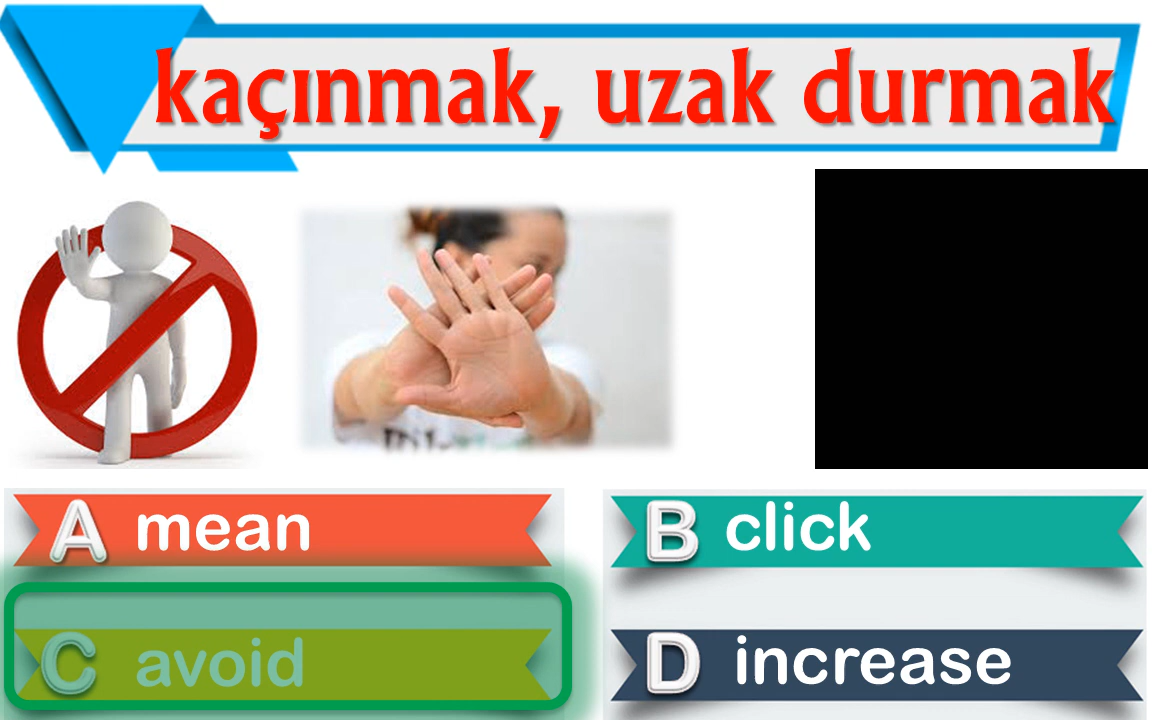 kaçınmak, uzak durmak
A mean
B click
C avoid
D increase